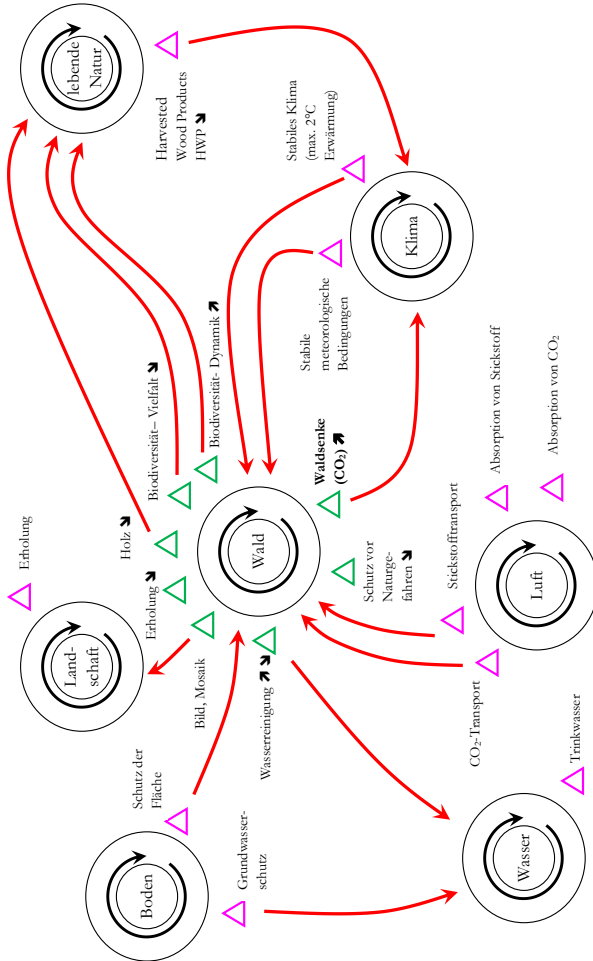 Erholung
Land-
schaft
lebende
Natur
Holz
Schutz der
Fläche
Boden
Erholung
Biodiversität– Vielfalt
Harvested
Wood Products
HWP
Bild, Mosaik
Biodiversität- Dynamik
Grundwasser-
schutz
Wasserreinigung
Wald
Stabiles Klima
(max. 2°C
Erwärmung)
Stabile
meteorologische
Bedingungen
Waldsenke
(CO₂)
Schutz vor
Naturge-
fahren
Klima
Stickstofftransport
CO₂-Transport
Absorption von Stickstoff
Wasser
Luft
Absorption von CO₂
Trinkwasser